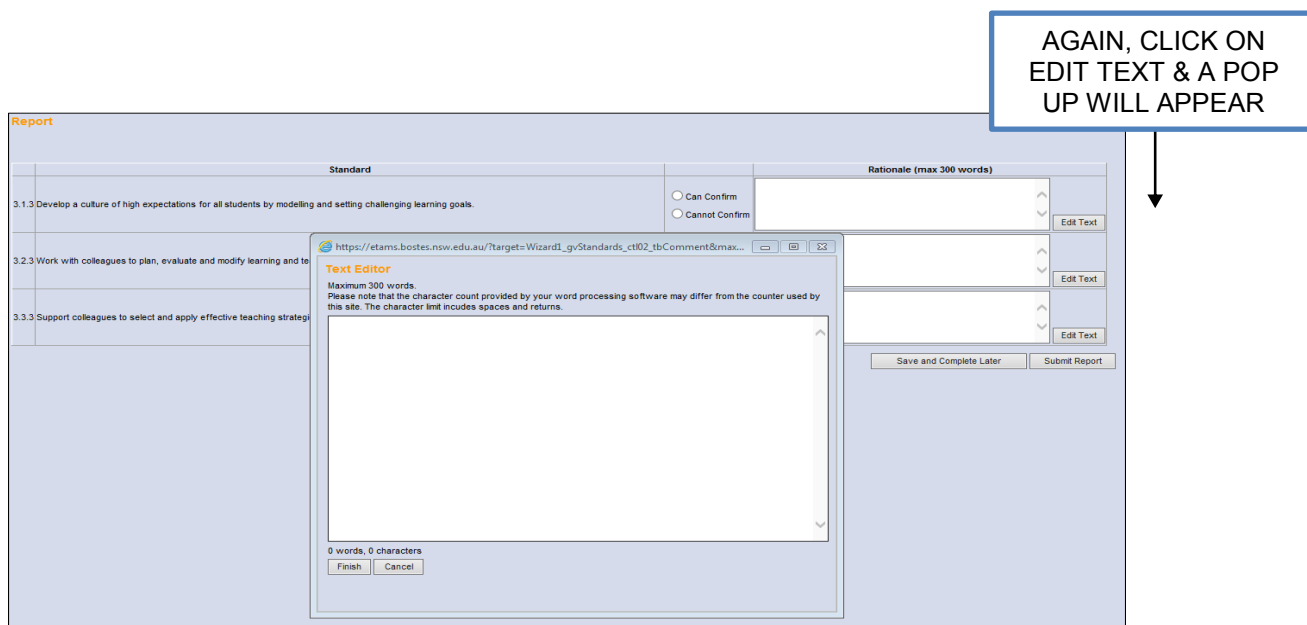 AGAIN, CLICK ON
EDIT TEXT & A POP
UP WILL APPEAR
Report
Standard
Rationale (max 300 words)
3.1.3 Develop a culture of high expectations for all students by modelling and setting challenging learning goals.
Can Confirm
Cannot Confirm
Edit Text
https://etams.bostes.nsw.edu.au/?target=Wizard1_gvStandards_ctl02_tbComment&max...
3.2.3 Work with colleagues to plan, evaluate and modify learning and te
Edit Text
3.3.3 Support colleagues to select and apply effective teaching strategi
Edit Text
Text Editor
Maximum 300 words.
Please note that the character count provided by your word processing software may differ from the counter used by
this site. The character limit incudes spaces and returns.
Save and Complete Later
Submit Report
0 words, 0 characters
Finish
Cancel